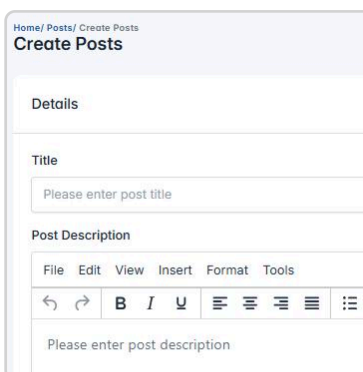 Home/ Posts/ Create Posts
Create Posts
Details
Title
Please enter post title
Post Description
File Edit View Insert Format Tools
B I U
Please enter post description